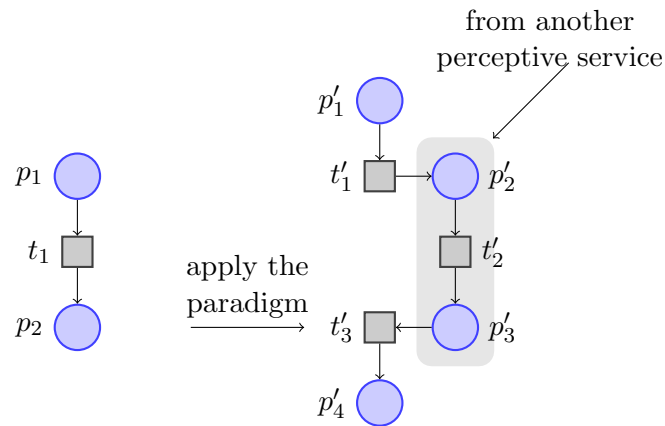 from another
perceptive service
p′₁
p₁
t′₁
p′₂
t₁
t′₂
apply the
paradigm
p₂
t′₃
p′₃
p′₄